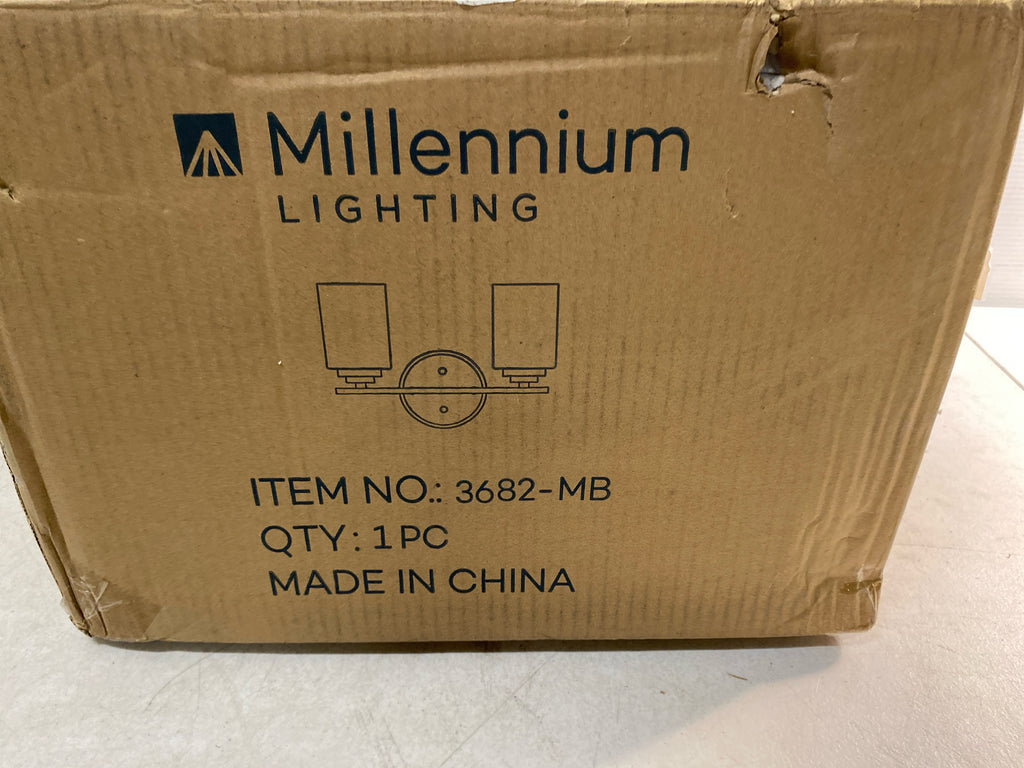 Millennium
LIGHTING
ITEM NO.: 3682-MB
QTY: 1PC
MADE IN CHINA